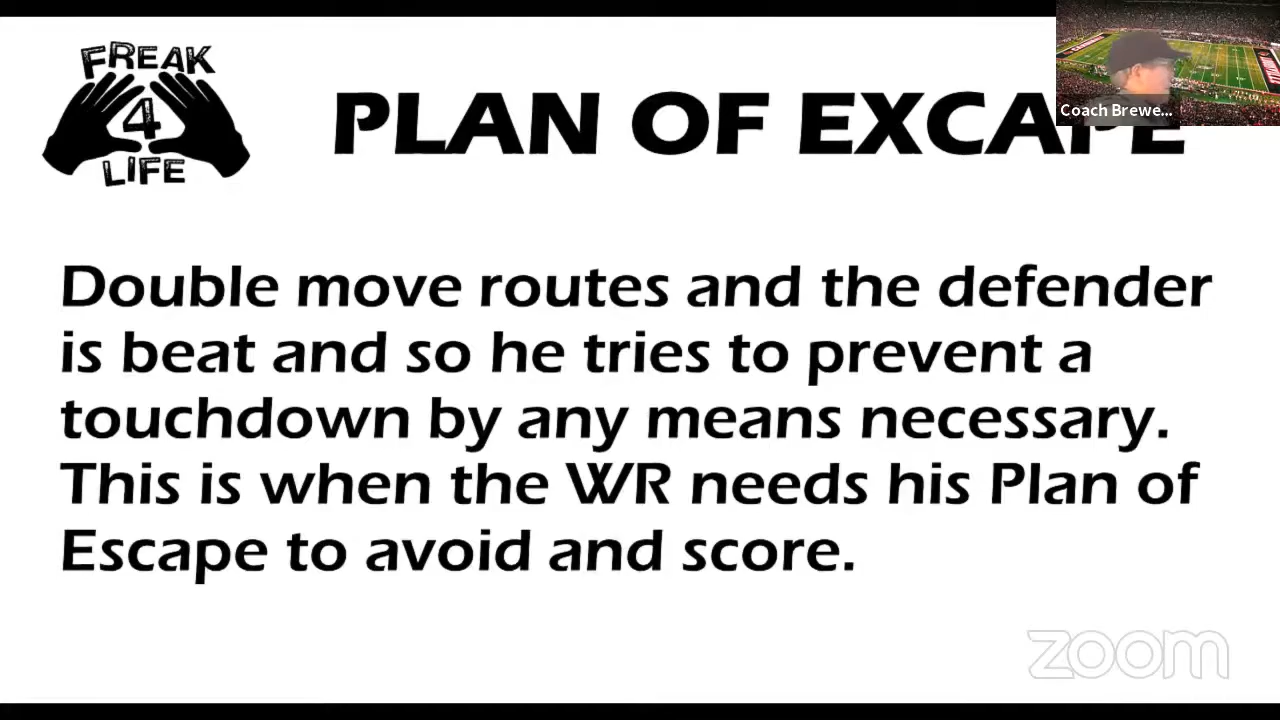 FREAK
4
LIFE
PLAN OF EXCAPE
Coach Brewe...
Double move routes and the defender
is beat and so he tries to prevent a
touchdown by any means necessary.
This is when the WR needs his Plan of
Escape to avoid and score.
zoom